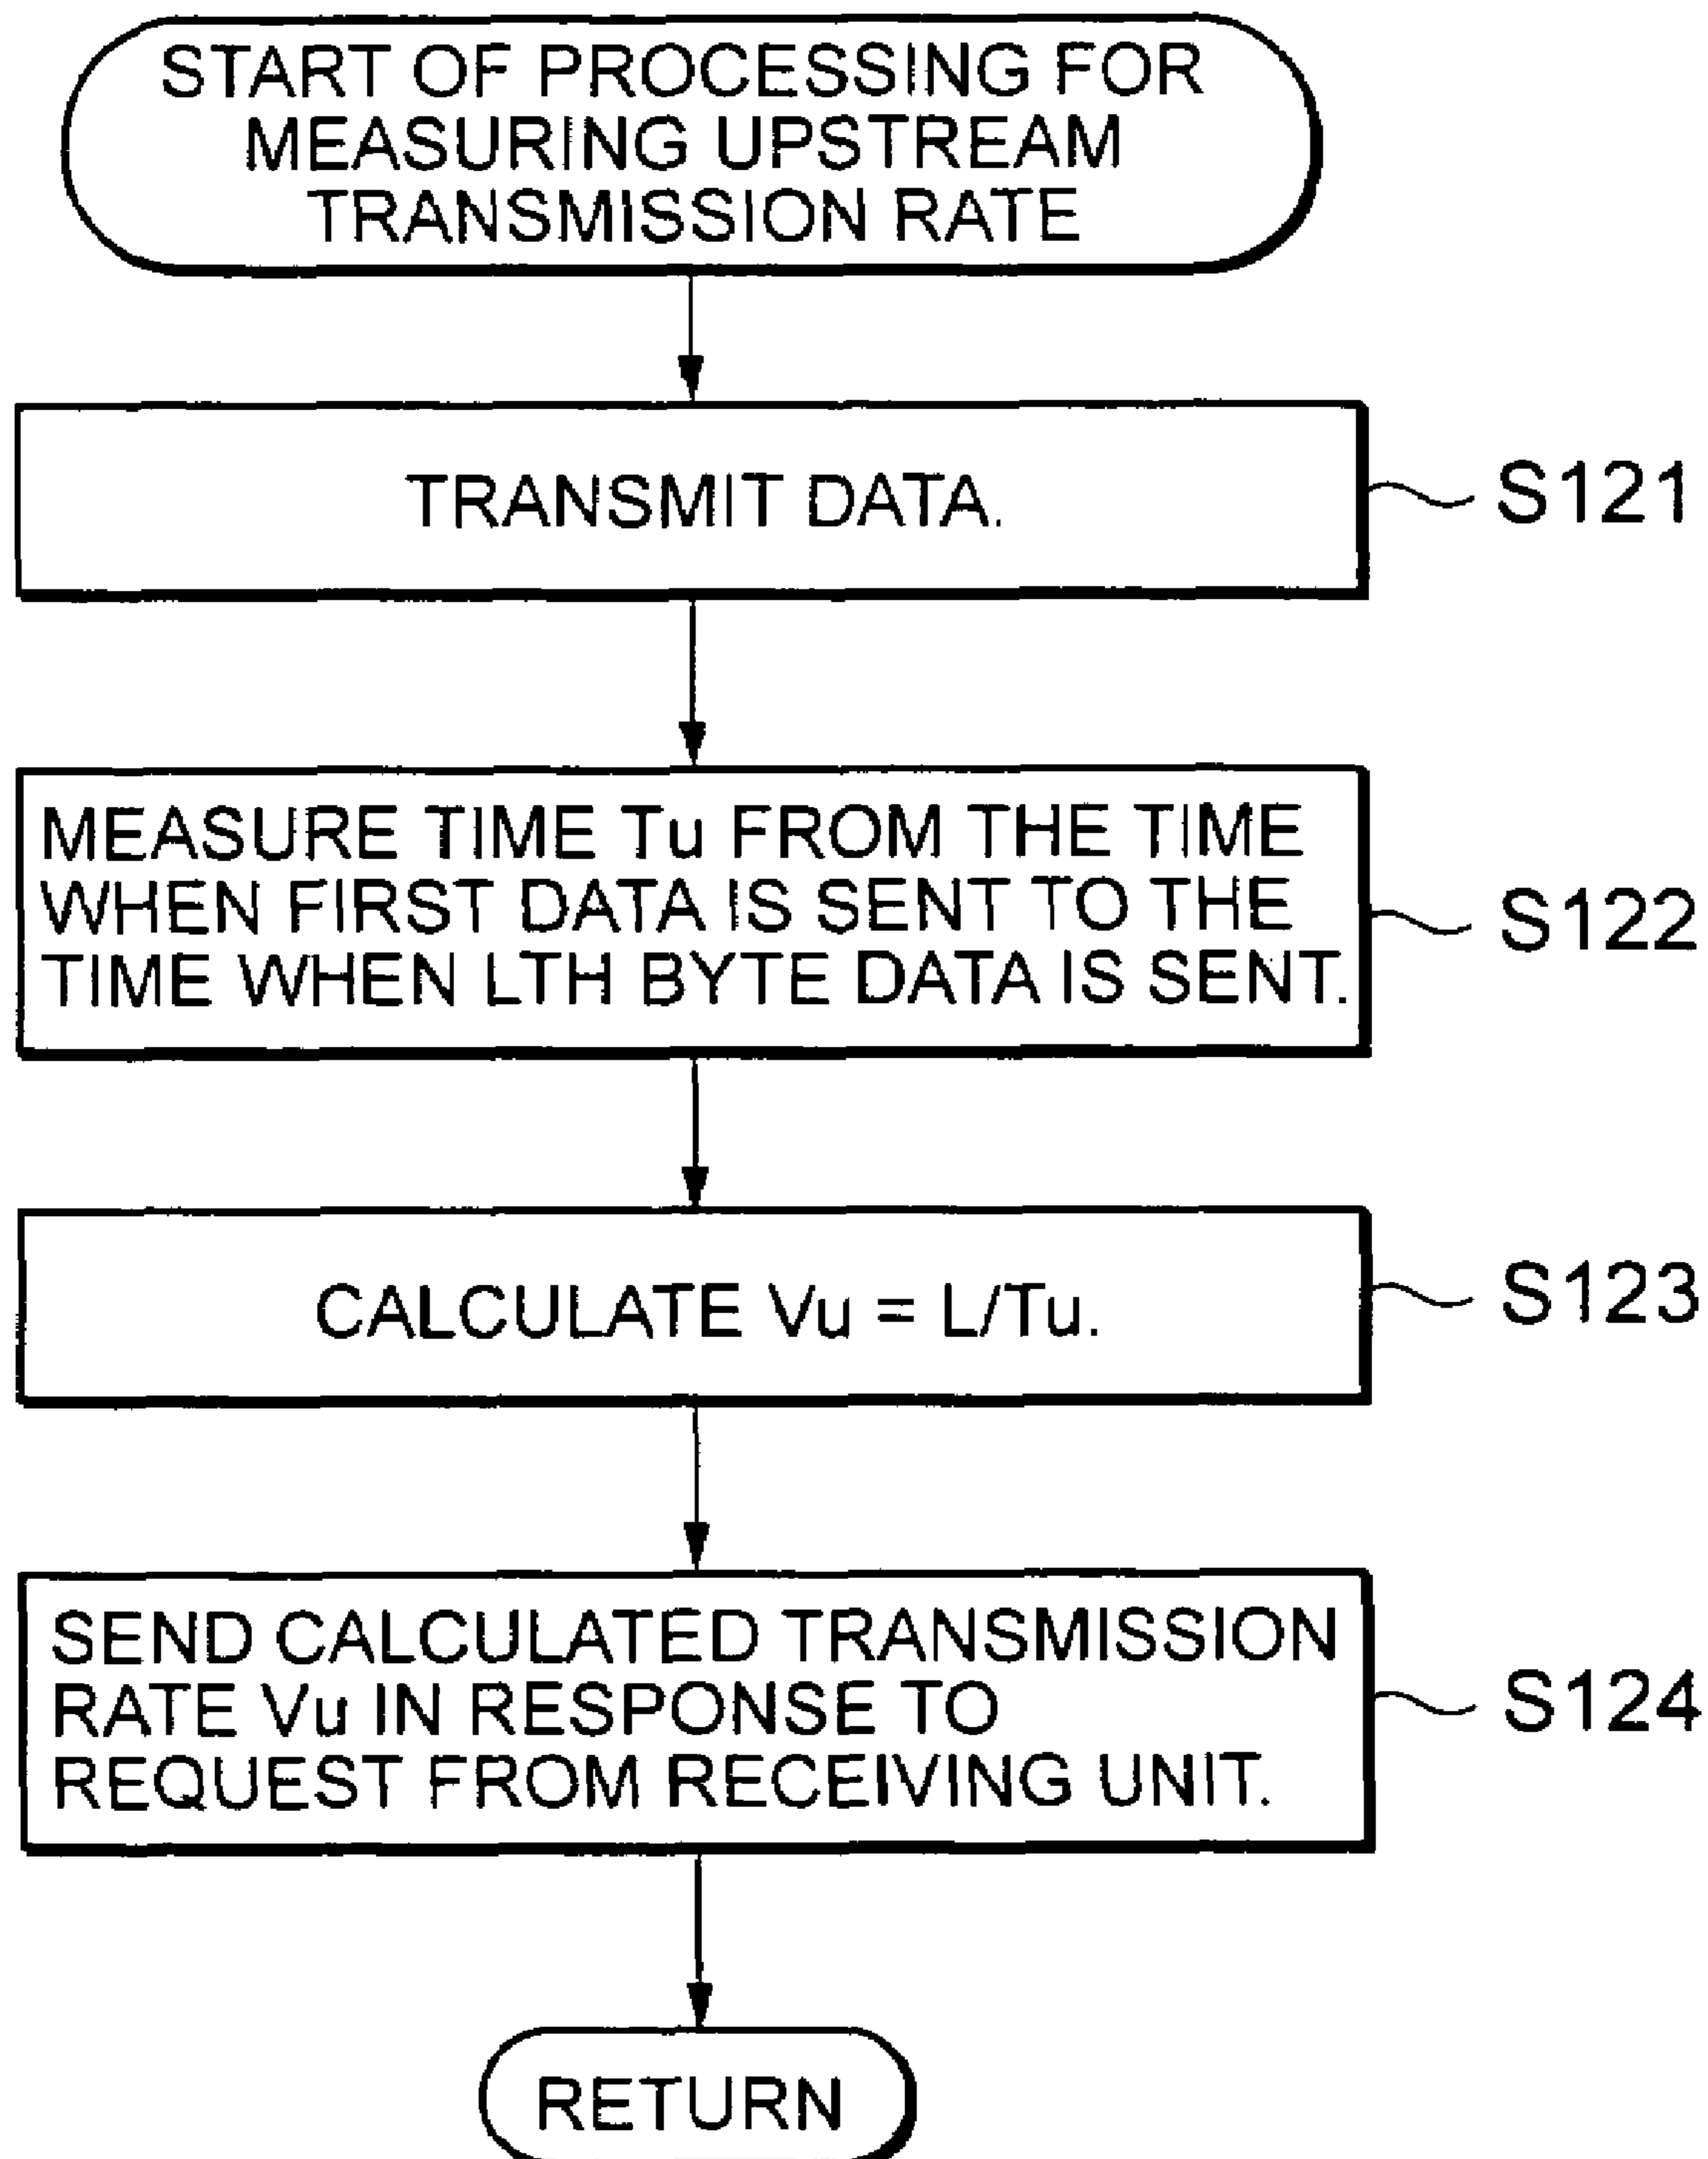 START OF PROCESSING FOR
MEASURING UPSTREAM
TRANSMISSION RATE
TRANSMIT DATA.
S121
MEASURE TIME Tu FROM THE TIME
WHEN FIRST DATA IS SENT TO THE
TIME WHEN LTH BYTE DATA IS SENT.
S122
CALCULATE Vu = L/Tu.
S123
SEND CALCULATED TRANSMISSION
RATE Vu IN RESPONSE TO
REQUEST FROM RECEIVING UNIT.
S124
RETURN